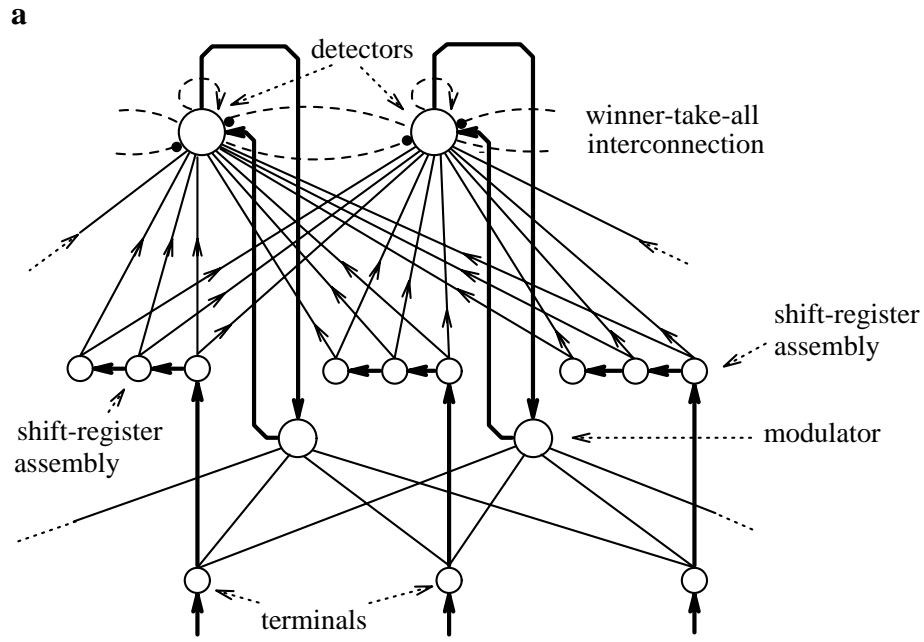 a
detectors
winner-take-all
interconnection
shift-register
assembly
shift-register
assembly
modulator
terminals